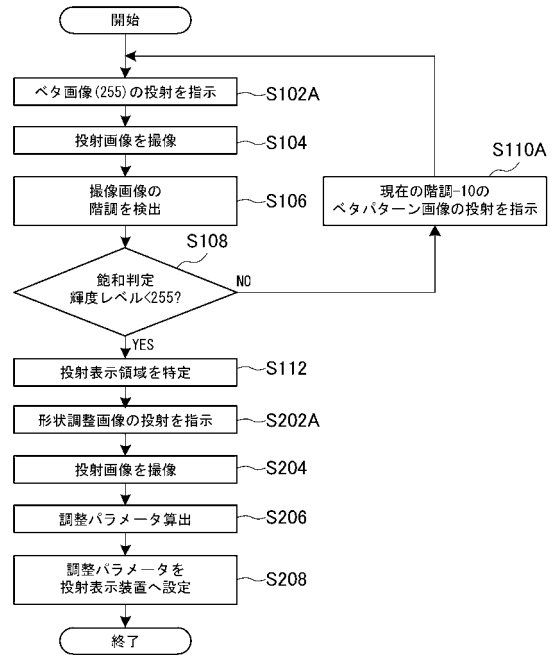 開始
ベタ画像(255)の投射を指示
S102A
投射画像を撮像
S104
撮像画像の
階調を検出
S106
S110A
現在の階調-10の
ベタパターン画像の投射を指示
S108
飽和判定
輝度レベル<255?
NO
YES
投射表示領域を特定
S112
形状調整画像の投射を指示
S202A
投射画像を撮像
S204
調整パラメータ算出
S206
調整パラメータを
投射表示装置へ設定
S208
終了